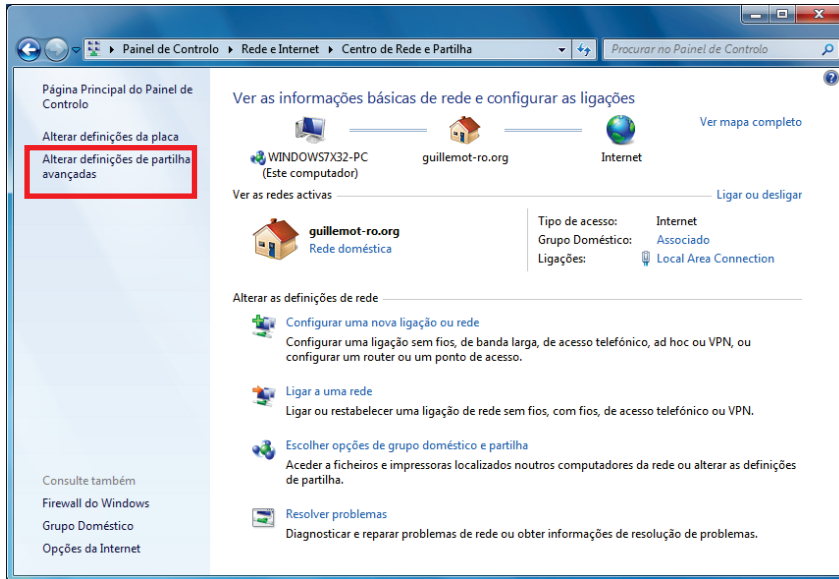 Painel de Controlo
Rede e Internet
Centro de Rede e Partilha
Procurar no Painel de Controlo
Página Principal do Painel de
Controlo
Alterar definições da placa
Alterar definições de partilha
avançadas
Consulte também
Firewall do Windows
Grupo Doméstico
Opções da Internet
Ver as informações básicas de rede e configurar as ligações
Ver mapa completo
WINDOWS7X32-PC
(Este computador)
guillemot-ro.org
Internet
Ver as redes activas
Ligar ou desligar
guillemot-ro.org
Rede doméstica
Tipo de acesso: Internet
Grupo Doméstico: Associado
Ligações: Local Area Connection
Alterar as definições de rede
Configurar uma nova ligação ou rede
Configurar uma ligação sem fios, de banda larga, de acesso telefónico, ad hoc ou VPN, ou
configurar um router ou um ponto de acesso.
Ligar a uma rede
Ligar ou restabelecer uma ligação de rede sem fios, com fios, de acesso telefónico ou VPN.
Escolher opções de grupo doméstico e partilha
Aceder a ficheiros e impressoras localizados noutros computadores da rede ou alterar as definições
de partilha.
Resolver problemas
Diagnosticar e reparar problemas de rede ou obter informações de resolução de problemas.